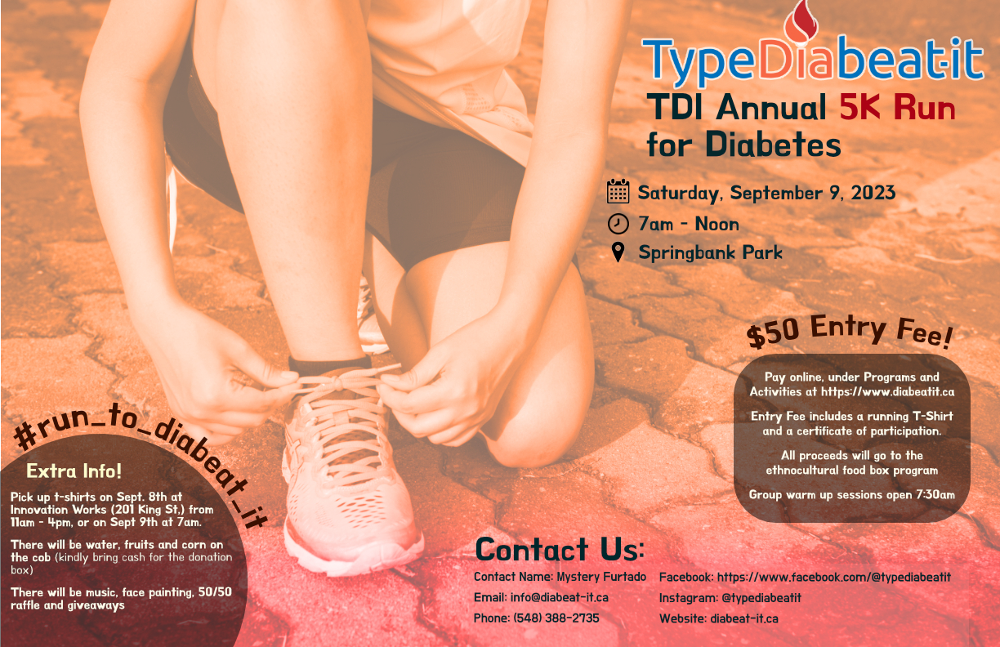 TypeDiabeat-it
TDI Annual 5K Run
for Diabetes
Saturday, September 9, 2023
7am - Noon
Springbank Park
$50 Entry Fee!
Pay online, under Programs and
Activities at https://www.diabeatit.ca
Entry Fee includes a running T-Shirt
and a certificate of participation.
All proceeds will go to the
ethnocultural food box program
Group warm up sessions open 7:30am
#run_to_diabeat_it
Extra Info!
Pick up t-shirts on Sept. 8th at
Innovation Works (201 King St,) from
11am - 4pm, or on Sept 9th at 7am.
There will be water, fruits and corn on
the cob (kindly bring cash for the donation
box)
There will be music, face painting, 50/50
raffle and giveaways
Contact Us:
Contact Name: Mystery Furtado
Email: info@diabeat-it.ca
Phone: (548) 388-2735
Facebook: https://www.facebook.com/@typediabeatit
Instagram: @typediabeatit
Website: diabeat-it.ca